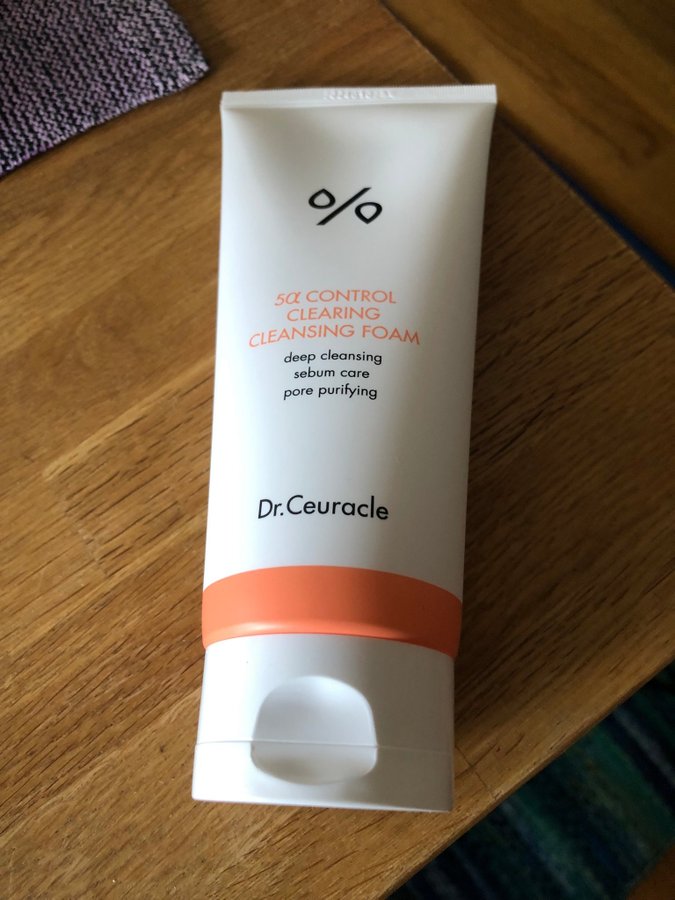 %
5α CONTROL
CLEARING
CLEANSING FOAM
deep cleansing
sebum care
pore purifying
Dr.Ceuracle